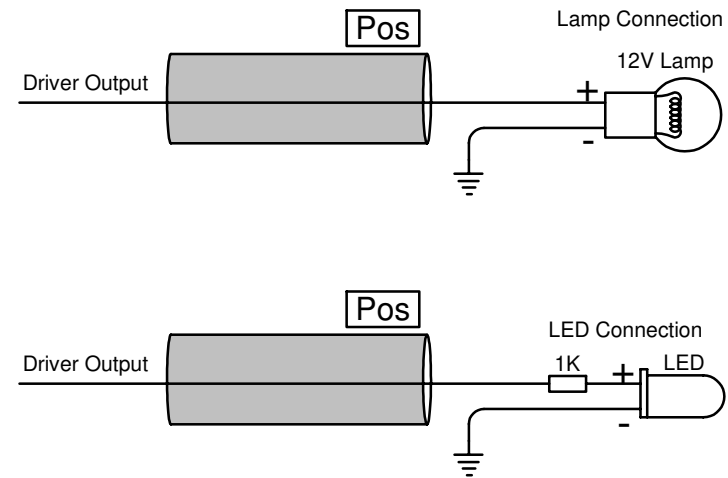 Pos
Lamp Connection
12V Lamp
Driver Output
+
-
Pos
LED Connection
Driver Output
1K
+
LED
-